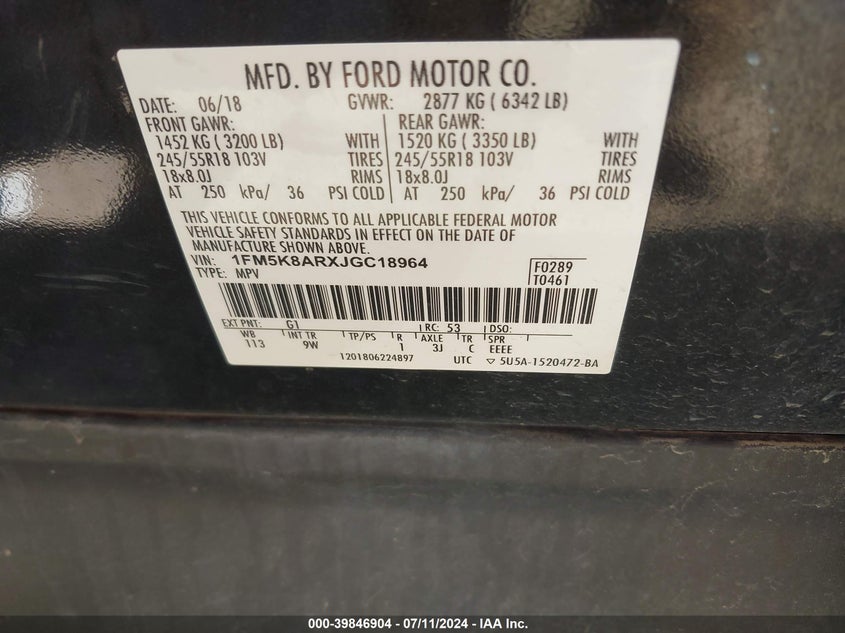 MFD. BY FORD MOTOR CO.
DATE: 06/18 GVWR: 2877 KG ( 6342 LB)
FRONT GAWR: REAR GAWR:
1452 KG ( 3200 LB) WITH 1520 KG ( 3350 LB) WITH
245/55R18 103V TIRES 245/55R18 103V TIRES
18x8.0J RIMS 18x8.0J RIMS
AT 250 kPa/ 36 PSI COLD AT 250 kPa/ 36 PSI COLD
THIS VEHICLE CONFORMS TO ALL APPLICABLE FEDERAL MOTOR
VEHICLE SAFETY STANDARDS IN EFFECT ON THE DATE OF
MANUFACTURE SHOWN ABOVE.
VIN: 1FM5K8ARXJGC18964 F0289
TYPE: MPV T0461
EXT PNT: G1 RC: 53 DSO:
WB INT TR TP/PS R AXLE TR SPR
113 9W 1 3J C EEEE
1201806224897 UTC ▽ 5U5A-1520472-BA
000-39846904 - 07/11/2024 - IAA Inc.